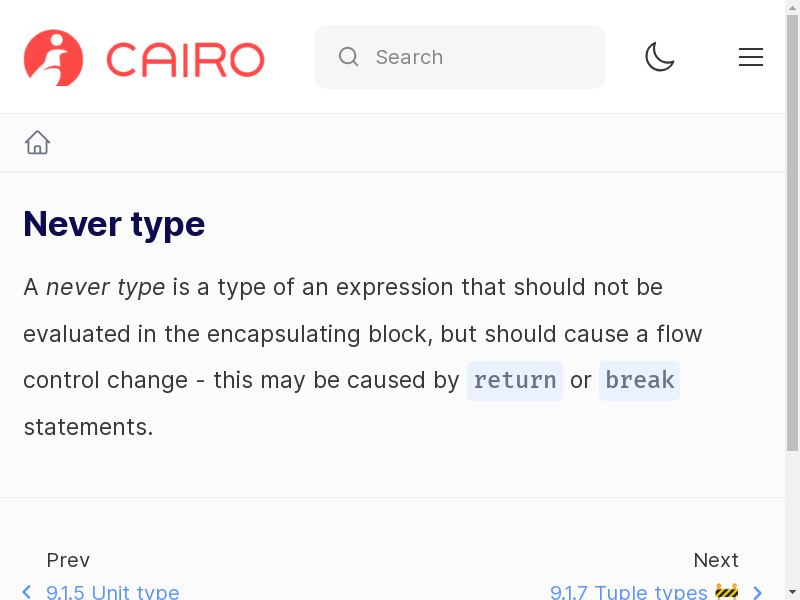 CAIRO
Search
Never type
A never type is a type of an expression that should not be
evaluated in the encapsulating block, but should cause a flow
control change - this may be caused by return or break
statements.
Prev
Next
9.1.5 Unit type
9.1.7 Tuple types 🚧